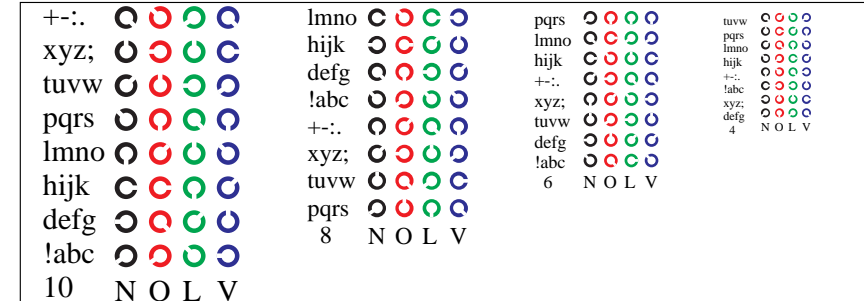 +-:.
xyz;
tuvw
pqrs
lmno
hijk
defg
!abc
10 N O L V
lmno
hijk
defg
!abc
+-:.
xyz;
tuvw
pqrs
8 N O L V
pqrs
lmno
hijk
+-:.
xyz;
tuvw
defg
!abc
6 N O L V
tuvw
pqrs
lmno
hijk
+-:.
!abc
xyz;
defg
4 N O L V